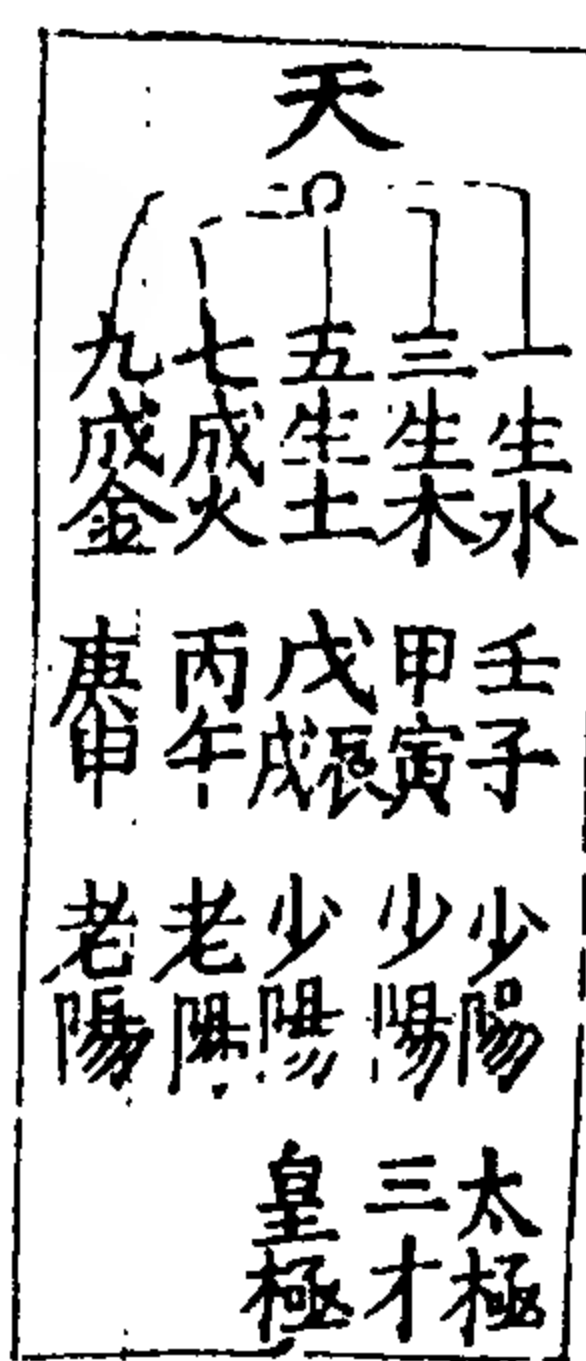 天
一生水 壬子 少陽 太極
三生木 甲寅 少陽 三才
五生土 戊辰戌 少陽 皇極
七成火 丙午 老陽
九成金 庚申 老陽